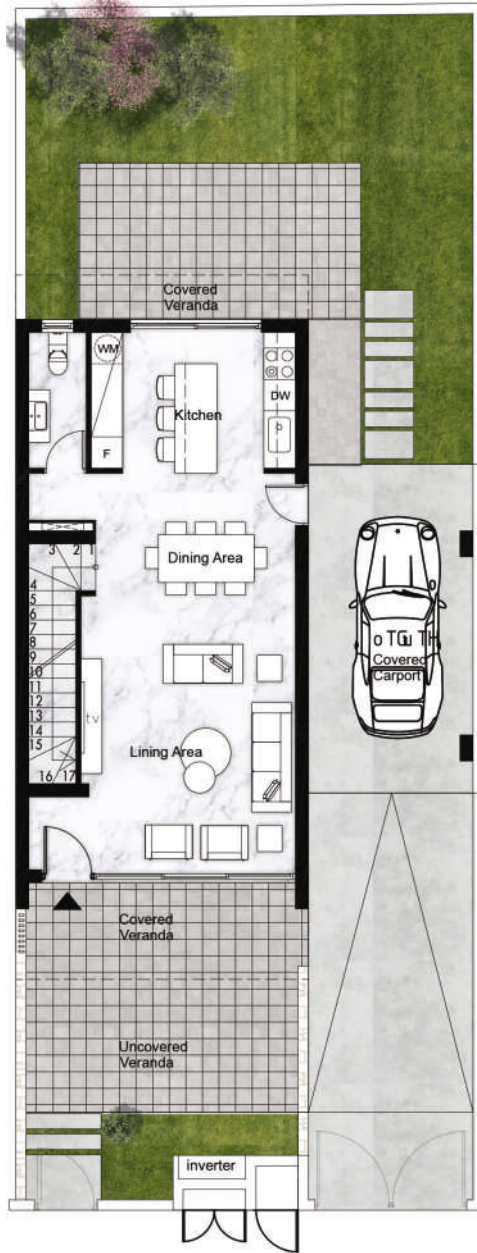 Covered
Veranda
WM
DW
Kitchen
F
3 2 1
Dining Area
4
5
6
7
8
9
10
11
12
13
14
15
16 17
tv
Lining Area
Covered
Carport
Covered
Veranda
Uncovered
Veranda
inverter